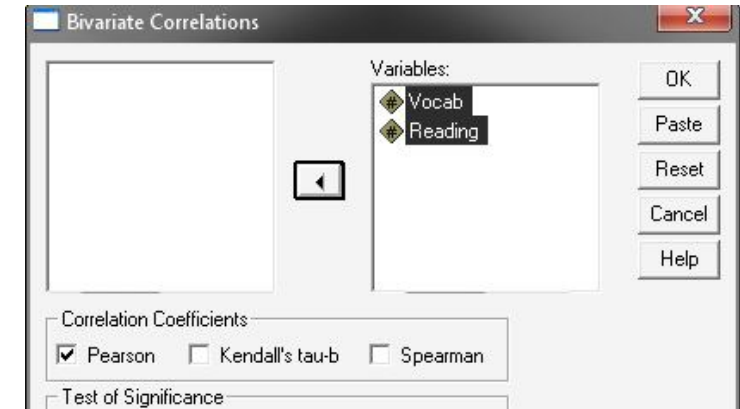 Bivariate Correlations
X
Variables:
# Vocab
# Reading
OK
Paste
Reset
Cancel
Help
Correlation Coefficients
Pearson Kendall's tau-b Spearman
Test of Significance